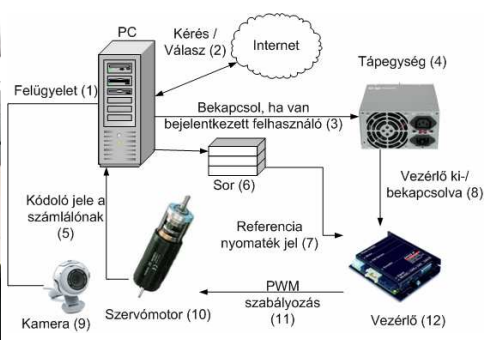 PC
Kérés /
Válasz (2)
Internet
Tápegység (4)
Felügyelet (1)
Bekapcsol, ha van
bejelentkezett felhasználó (3)
Sor (6)
Vezérlő ki-/
bekapcsolva (8)
Kódoló jele a
számlálónak
(5)
Referencia
nyomaték jel (7)
PWM
szabályozás
(11)
Kamera (9)
Szervómotor (10)
Vezérlő (12)